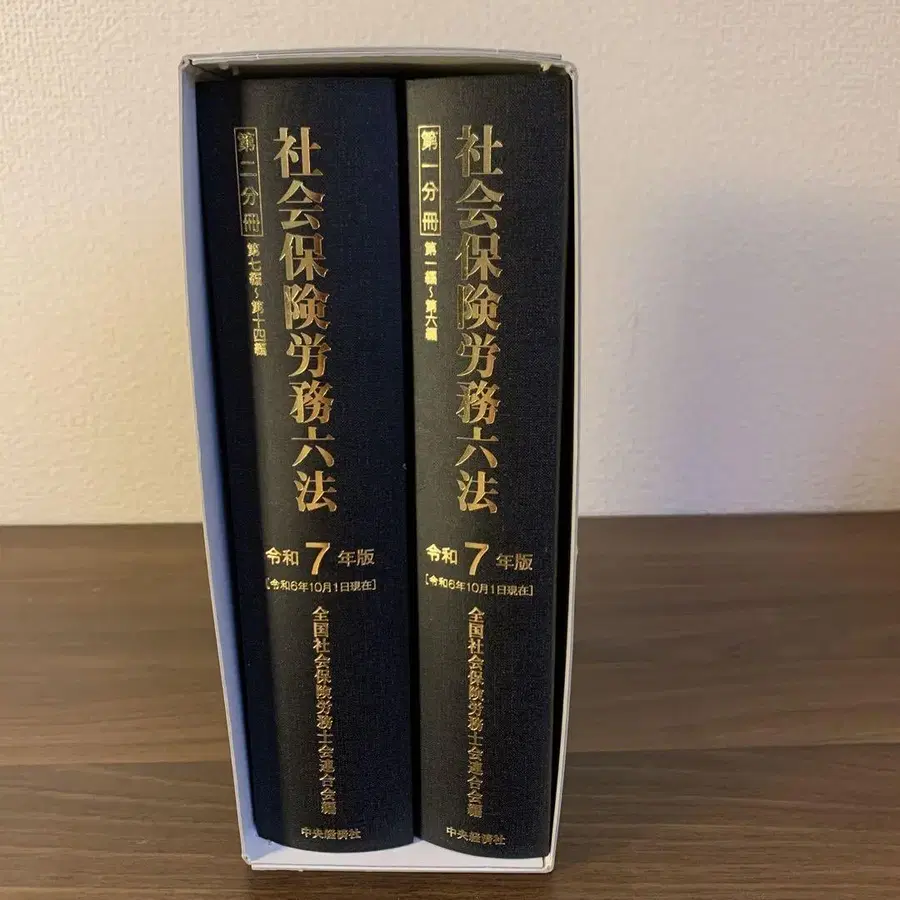 社会保険労務六法
第一分冊
第一編～第六編
令和7年版
[令和6年10月1日現在]
全国社会保険労務士会連合会編
中央経済社
社会保険労務六法
第二分冊
第七編～第十四編
令和7年版
[令和6年10月1日現在]
全国社会保険労務士会連合会編
中央経済社